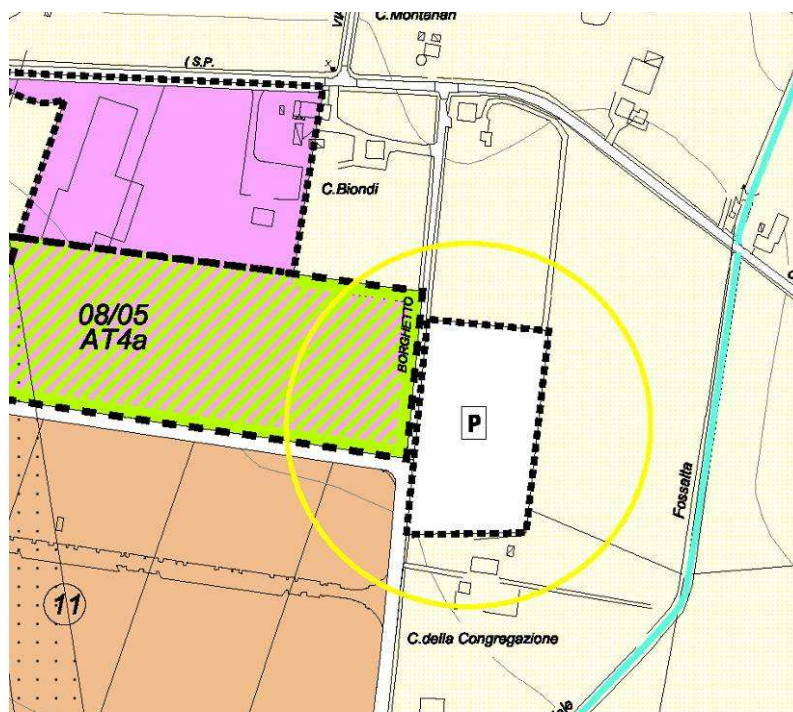 C.Montanari
( S.P.
C.Biondi
08/05
AT4a
BORGHETTO
P
Fossalta
11
C.della Congregazione